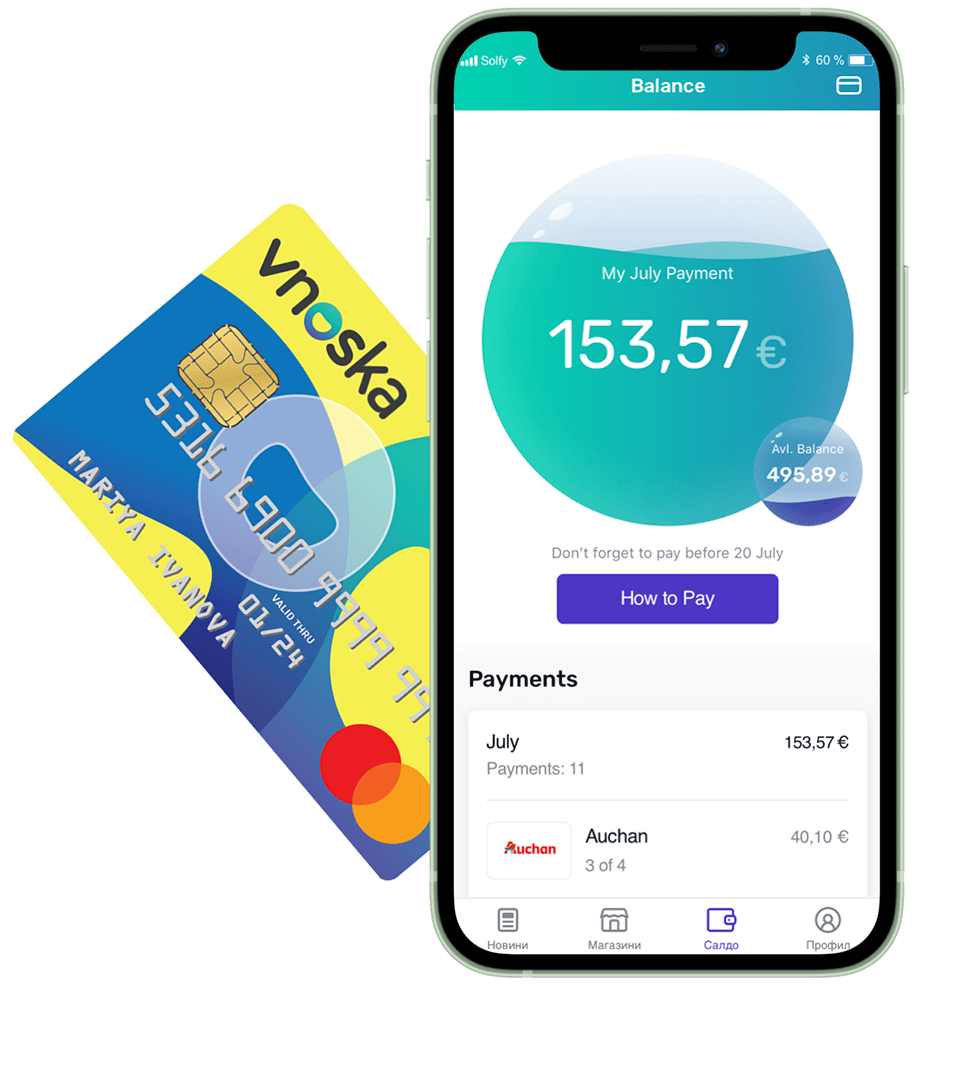 vnoska
5316 6900 9999 99
MARIYA IVANOVA
VALID THRU
01/24
Solfy
60 %
Balance
My July Payment
153,57 €
Avl. Balance
495,89 €
Don’t forget to pay before 20 July
How to Pay
Payments
July
153,57 €
Payments: 11
Auchan
Auchan
40,10 €
3 of 4
Новини
Магазини
Салдо
Профил